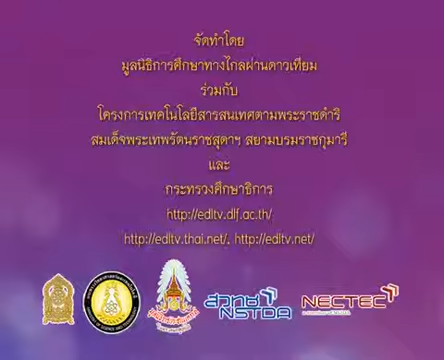 จัดทำโดย
มูลนิธิการศึกษาทางไกลผ่านดาวเทียม
ร่วมกับ
โครงการเทคโนโลยีสารสนเทศตามพระราชดำริ
สมเด็จพระเทพรัตนราชสุดาฯ สยามบรมราชกุมารี
และ
กระทรวงศึกษาธิการ
http://edltv.dlf.ac.th/
http://edltv.thai.net/, http://edltv.net/
สวทช NECTEC
NSTDA